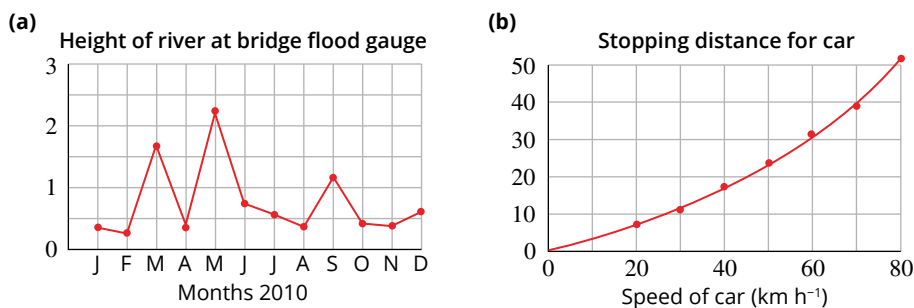 (a)
Height of river at bridge flood gauge
3
2
1
0
J F M A M J J A S O N D
Months 2010
(b)
Stopping distance for car
50
40
30
20
10
0
0 20 40 60 80
Speed of car (km h⁻¹)